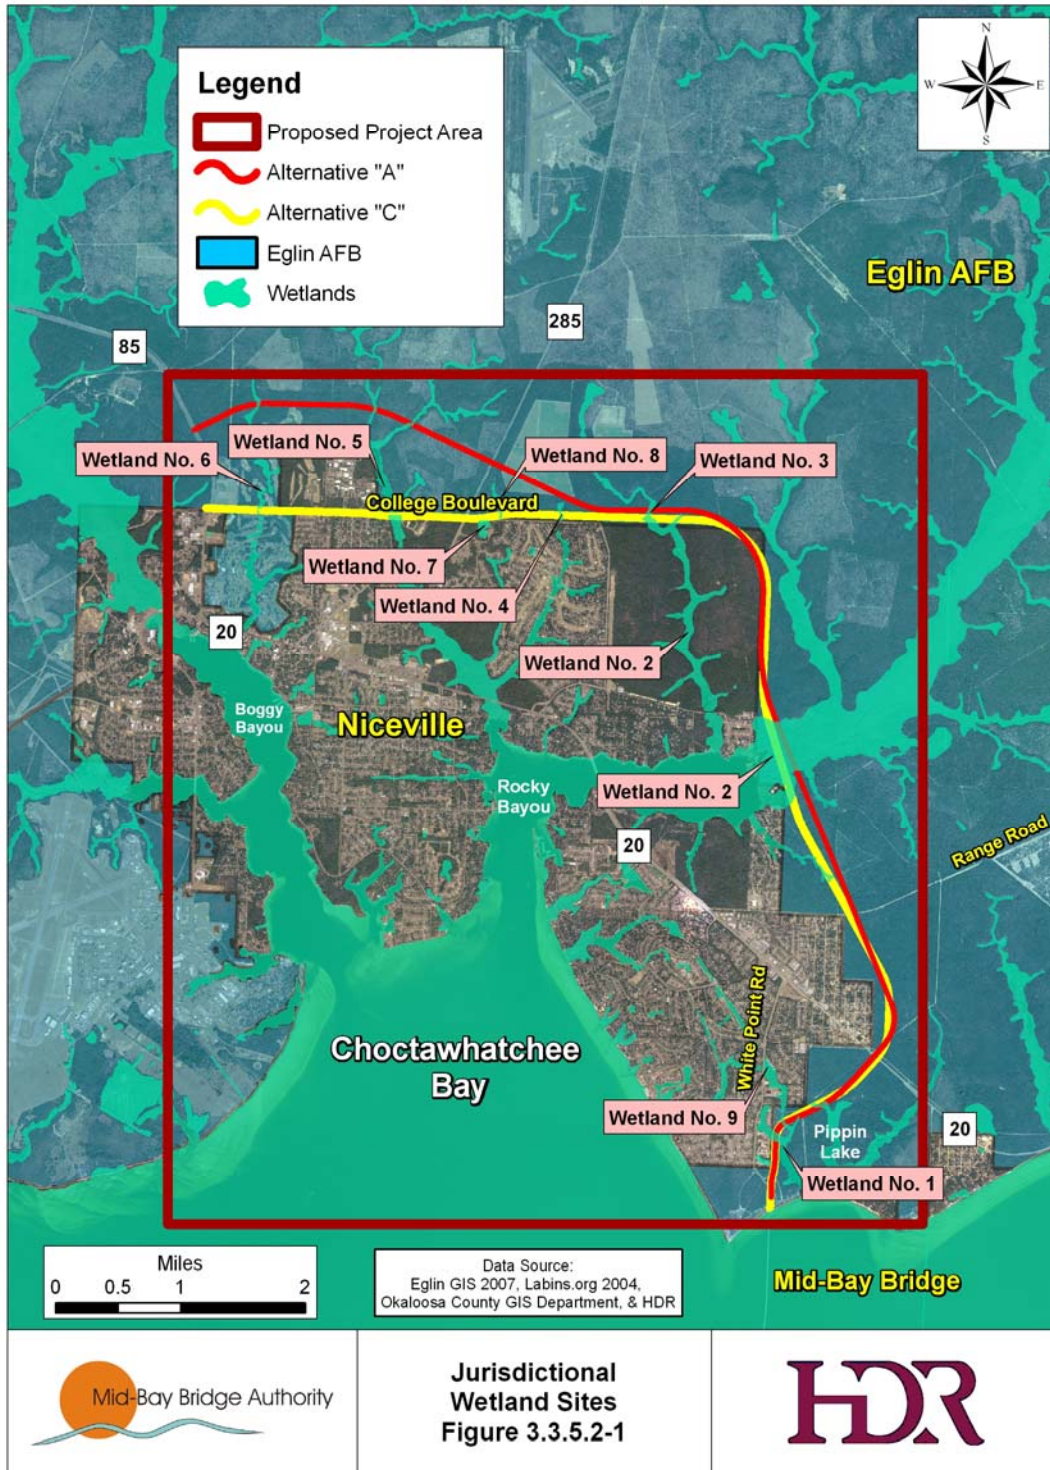 Legend
Proposed Project Area
Alternative "A"
Alternative "C"
Eglin AFB
Wetlands
N
W
E
S
Eglin AFB
285
85
Wetland No. 5
Wetland No. 8
Wetland No. 3
Wetland No. 6
College Boulevard
Wetland No. 7
Wetland No. 4
20
Wetland No. 2
Boggy
Bayou
Niceville
Rocky
Bayou
Wetland No. 2
20
Range Road
White Point Rd
Choctawhatchee
Bay
Wetland No. 9
Pippin
Lake
20
Wetland No. 1
Miles
0 0.5 1 2
Data Source:
Eglin GIS 2007, Labins.org 2004,
Okaloosa County GIS Department, & HDR
Mid-Bay Bridge
Mid-Bay Bridge Authority
Jurisdictional
Wetland Sites
Figure 3.3.5.2-1
HDR